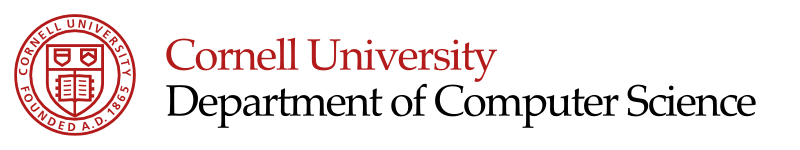 CORNELL UNIVERSITY
FOUNDED A.D. 1865
Cornell University
Department of Computer Science